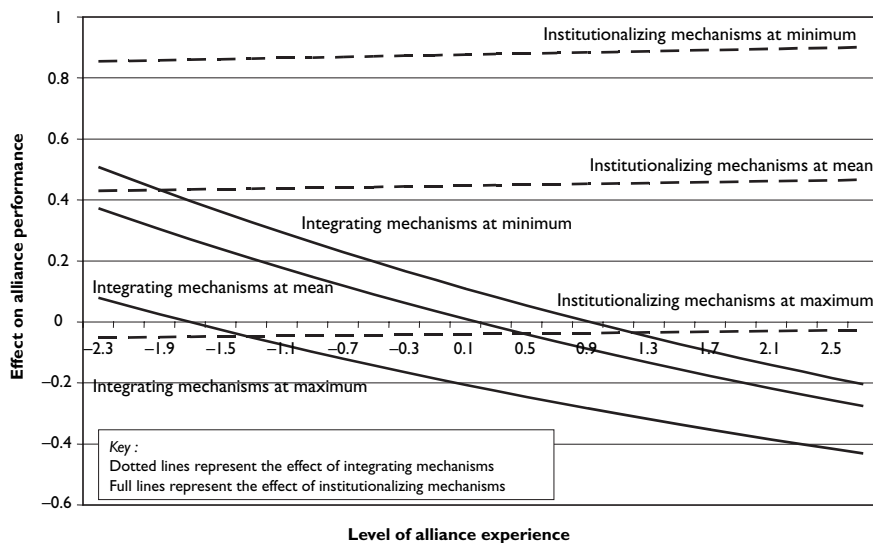 1
Institutionalizing mechanisms at minimum
0.8
0.6
Institutionalizing mechanisms at mean
0.4
Integrating mechanisms at minimum
0.2
Integrating mechanisms at mean
Institutionalizing mechanisms at maximum
0
–2.3 –1.9 –1.5 –1.1 –0.7 –0.3 0.1 0.5 0.9 1.3 1.7 2.1 2.5
–0.2
Integrating mechanisms at maximum
–0.4
–0.6
Key :
Dotted lines represent the effect of integrating mechanisms
Full lines represent the effect of institutionalizing mechanisms
Effect on alliance performance
Level of alliance experience